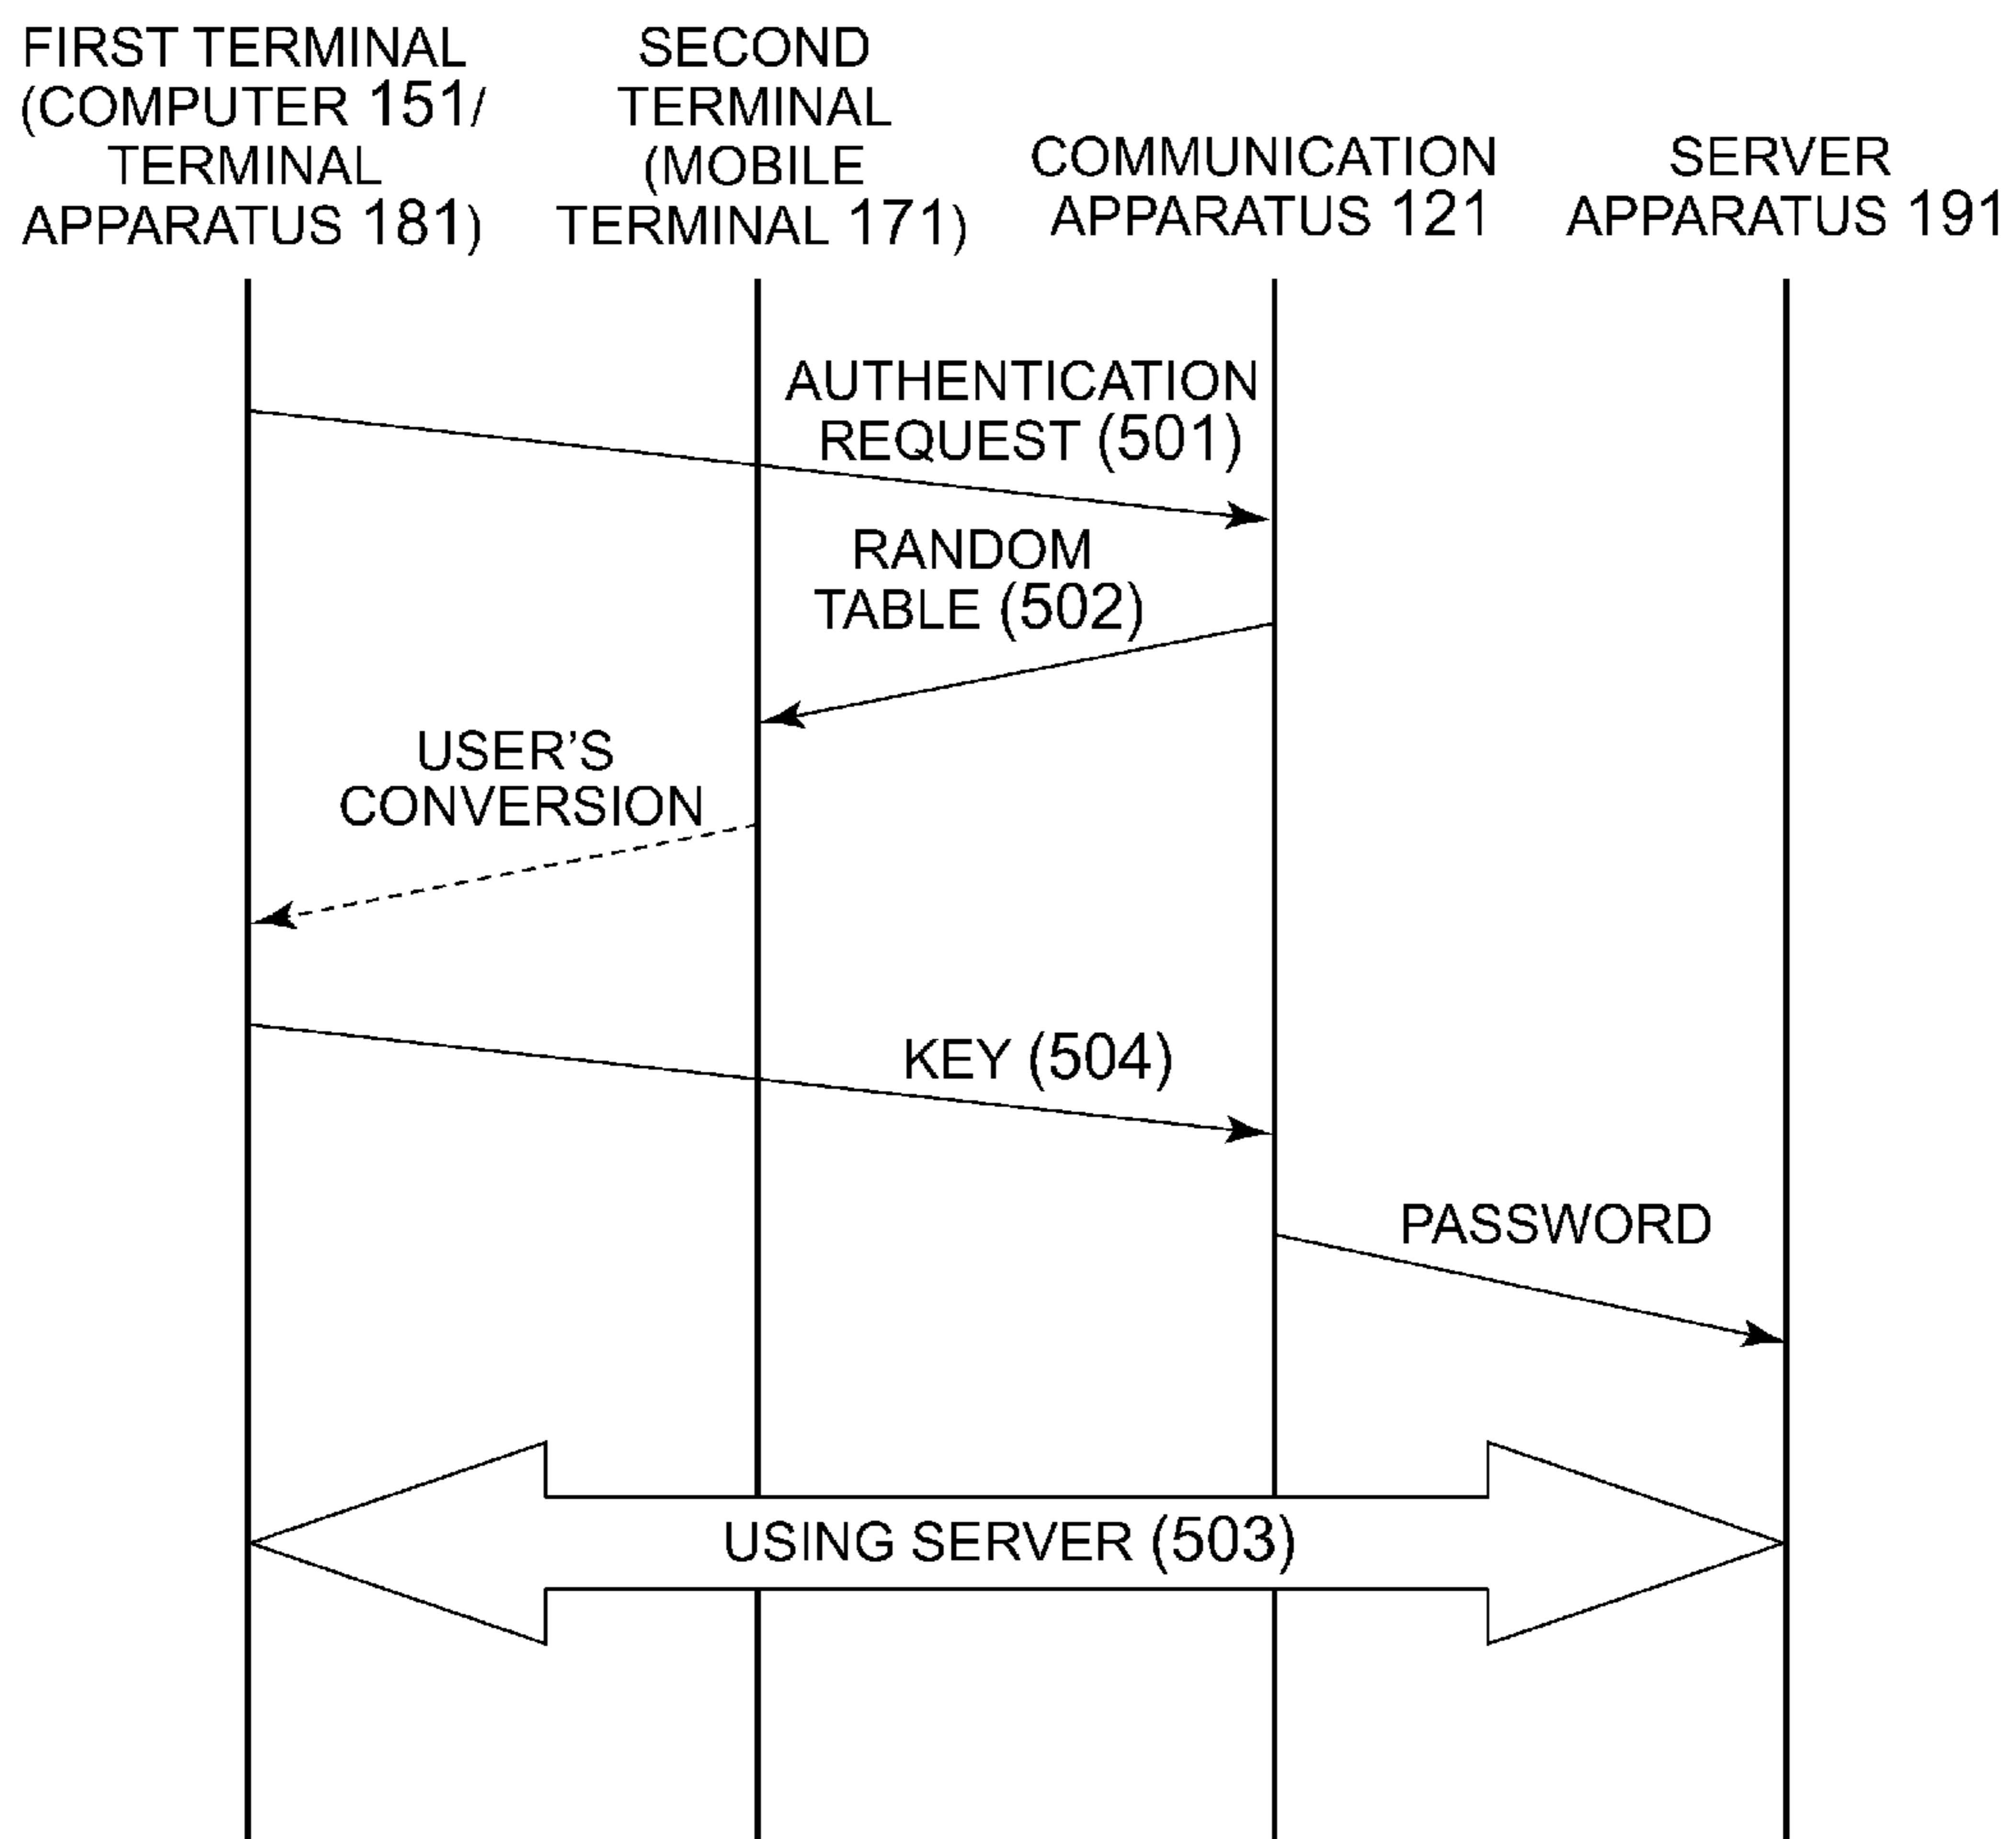 FIRST TERMINAL
(COMPUTER 151/
TERMINAL
APPARATUS 181)
SECOND
TERMINAL
(MOBILE
TERMINAL 171)
COMMUNICATION
APPARATUS 121
SERVER
APPARATUS 191
AUTHENTICATION
REQUEST (501)
RANDOM
TABLE (502)
USER’S
CONVERSION
KEY (504)
PASSWORD
USING SERVER (503)